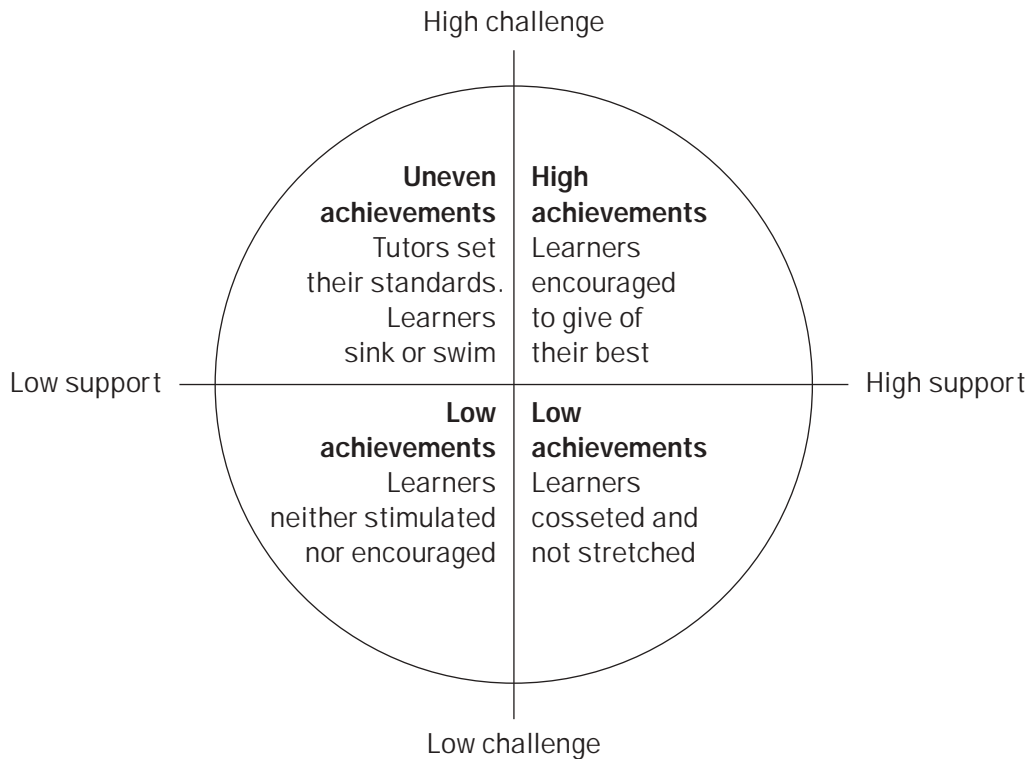 High challenge
Uneven
achievements
Tutors set
their standards.
Learners
sink or swim
High
achievements
Learners
encouraged
to give of
their best
Low support
High support
Low
achievements
Learners
neither stimulated
nor encouraged
Low
achievements
Learners
cosseted and
not stretched
Low challenge